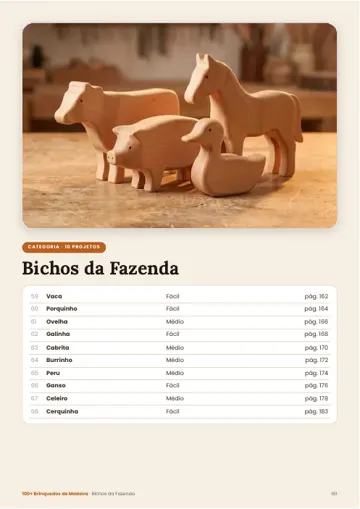 CATEGORIA · 10 PROJETOS
Bichos da Fazenda
59 Vaca Fácil pág. 162
60 Porquinho Fácil pág. 164
61 Ovelha Médio pág. 166
62 Galinha Fácil pág. 168
63 Cabrita Médio pág. 170
64 Burrinho Médio pág. 172
65 Peru Médio pág. 174
66 Ganso Fácil pág. 176
67 Celeiro Médio pág. 178
68 Cerquinha Fácil pág. 183
100+ Brinquedos de Madeira · Bichos da Fazenda